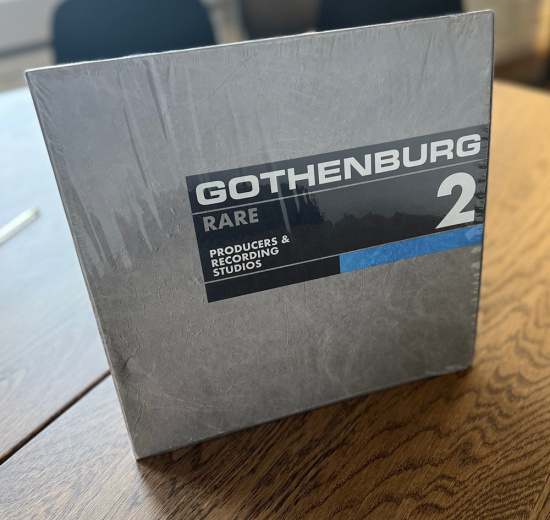 GOTHENBURG
RARE
2
PRODUCERS &
RECORDING
STUDIOS